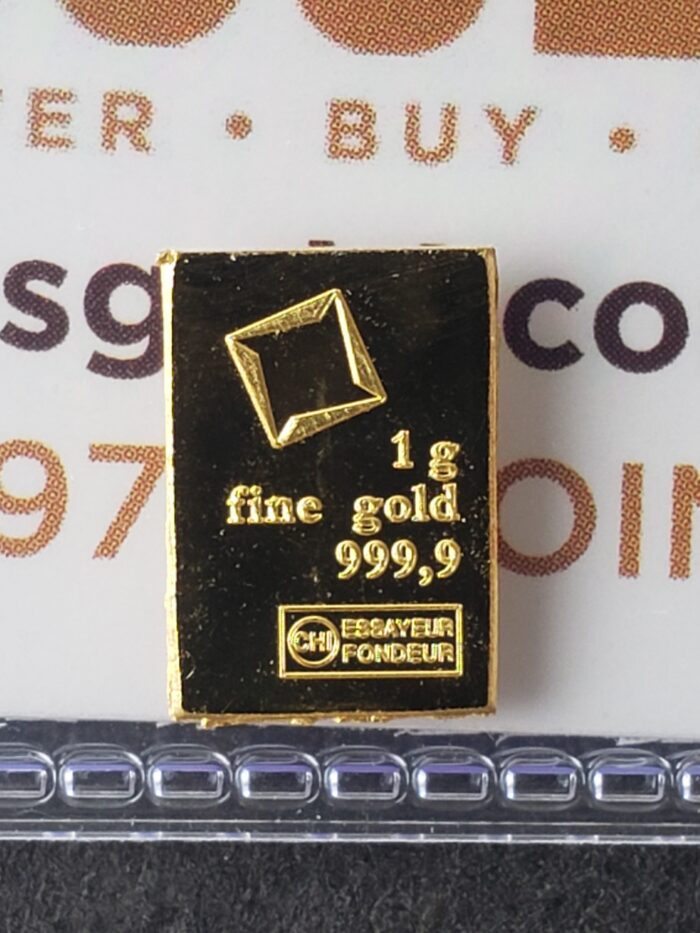 ER • BUY •
sg co
97 OIN
1 g
fine gold
999,9
CHI ESSAYEUR
FONDEUR